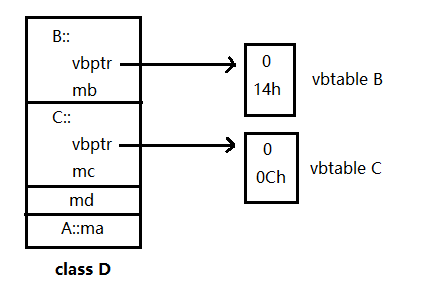 B::
vbptr
mb
C::
vbptr
mc
md
A::ma
class D
0
14h
vbtable B
0
0Ch
vbtable C